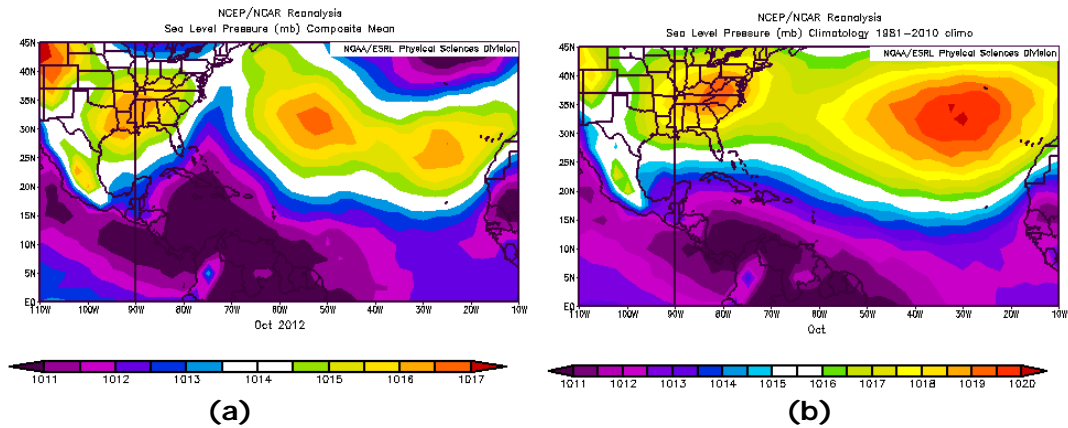 NCEP/NCAR Reanalysis
Sea Level Pressure (mb) Composite Mean
NOAA/ESRL Physical Sciences Division
45N
40N
35N
30N
25N
20N
15N
10N
5N
EQ
110W 100W 90W 80W 70W 60W 50W 40W 30W 20W 10W
Oct 2012
1011 1012 1013 1014 1015 1016 1017
(a)
NCEP/NCAR Reanalysis
Sea Level Pressure (mb) Climatology 1981-2010 climo
NOAA/ESRL Physical Sciences Division
45N
40N
35N
30N
25N
20N
15N
10N
5N
EQ
110W 100W 90W 80W 70W 60W 50W 40W 30W 20W 10W
Oct
1011 1012 1013 1014 1015 1016 1017 1018 1019 1020
(b)